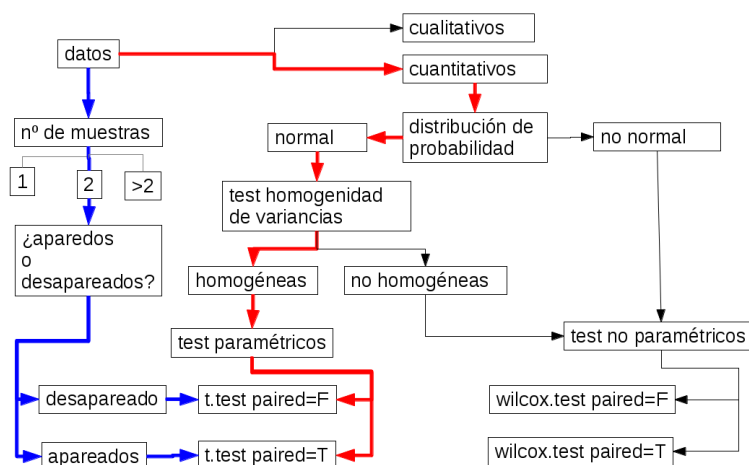 cualitativos
datos
cuantitativos
nº de muestras
normal
distribución de
probabilidad
no normal
1
2
>2
test homogenidad
de variancias
¿aparedos
o
desapareados?
homogéneas
no homogéneas
test paramétricos
test no paramétricos
desapareado
t.test paired=F
wilcox.test paired=F
apareados
t.test paired=T
wilcox.test paired=T